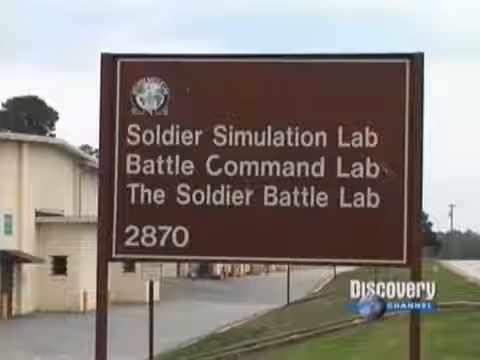 Soldier Simulation Lab
Battle Command Lab
The Soldier Battle Lab
2870
Discovery
CHANNEL